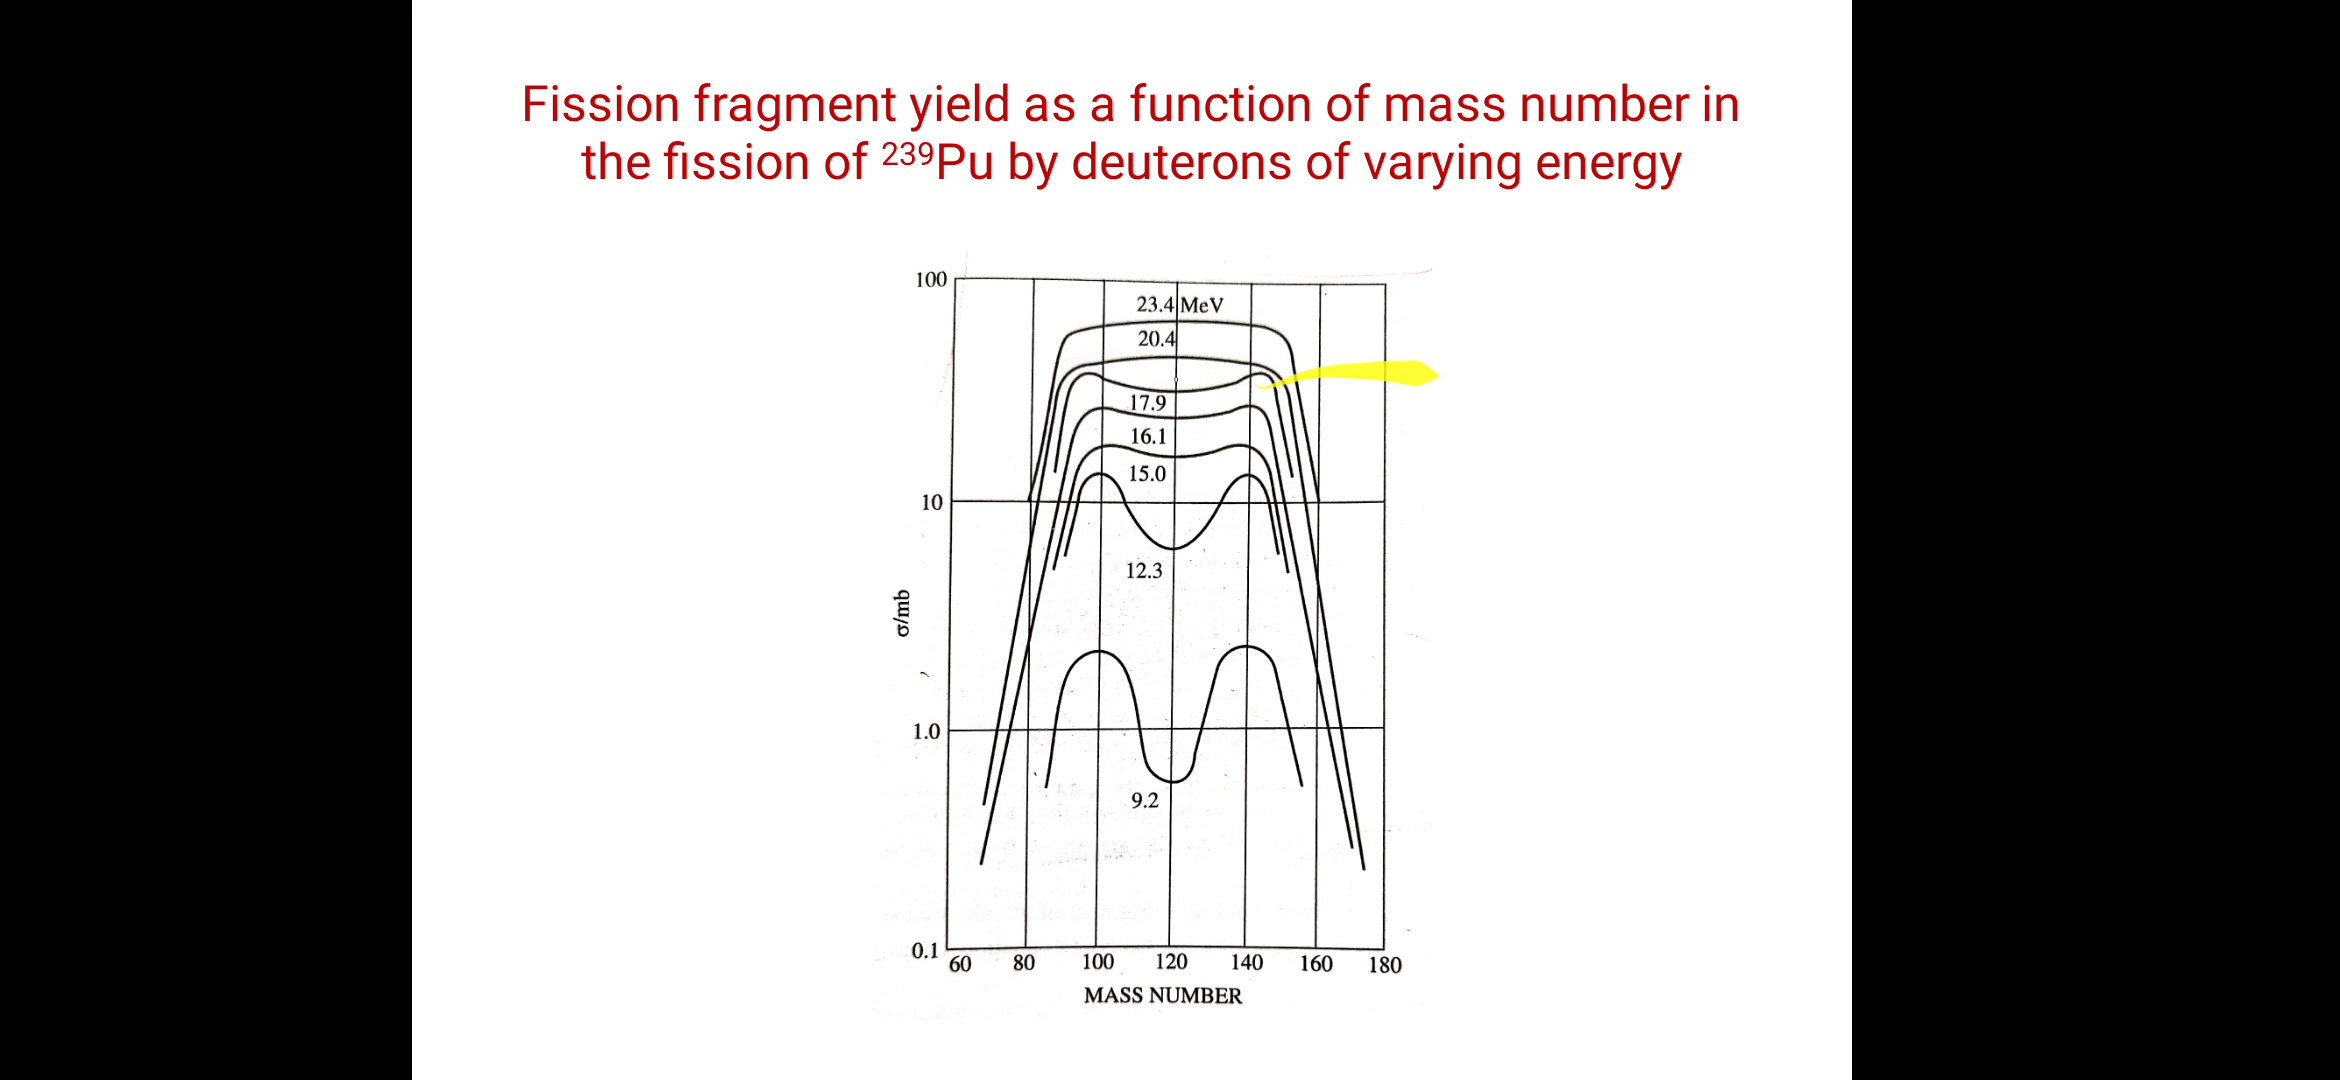 Fission fragment yield as a function of mass number in
the fission of ²³⁹Pu by deuterons of varying energy
100
23.4 MeV
20.4
17.9
16.1
15.0
10
12.3
σ/mb
1.0
9.2
0.1
60 80 100 120 140 160 180
MASS NUMBER